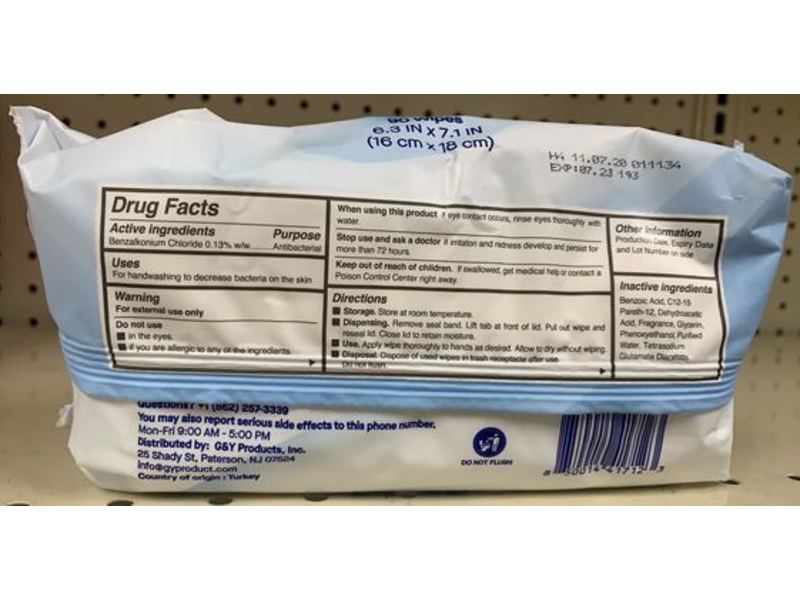 80 Wipes
6.3 IN X 7.1 IN
(16 cm x 18 cm)
11.07.20 011134
EXP:07.23 193
Drug Facts
Active ingredients Purpose
Benzalkonium Chloride 0.13% w/w Antibacterial
Uses
For handwashing to decrease bacteria on the skin
Warning
For external use only
Do not use
■ in the eyes
■ if you are allergic to any of the ingredients
When using this product if eye contact occurs, rinse eyes thoroughly with
water.
Stop use and ask a doctor if irritation and redness develop and persist for
more than 72 hours.
Keep out of reach of children. If swallowed, get medical help or contact a
Poison Control Center right away.
Directions
■ Storage. Store at room temperature.
■ Dispensing. Remove seal band. Lift tab at front of lid. Pull out wipe and
reseal lid. Close lid to retain moisture.
■ Use. Apply wipe thoroughly to hands as desired. Allow to dry without wiping.
■ Disposal. Dispose of used wipes in trash receptacle after use.
Do not flush.
Other information
Production Date, Expiry Date
and Lot Number on side
Inactive ingredients
Benzoic Acid, C12-15
Pareth-12, Dehydroacetic
Acid, Fragrance, Glycerin,
Phenoxyethanol, Purified
Water, Tetrasodium
Glutamate Diacetate.
Questions? +1 (862) 257-3339
You may also report serious side effects to this phone number.
Mon-Fri 9:00 AM - 5:00 PM
Distributed by: G&Y Products, Inc.
25 Shady St, Paterson, NJ 07524
info@gyproduct.com
Country of origin : Turkey
DO NOT FLUSH
8 50014 41712 3